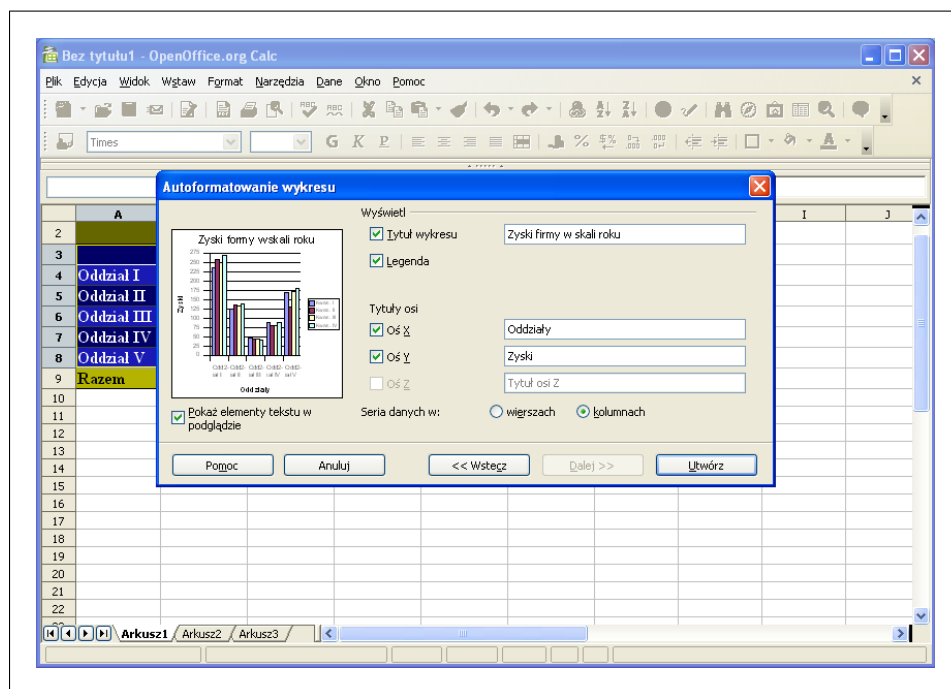 Bez tytułu1 - OpenOffice.org Calc
Plik Edycja Widok Wstaw Format Narzędzia Dane Okno Pomoc
Times
G K P
Autoformatowanie wykresu
A I J
2
3
4 Oddział I
5 Oddział II
6 Oddział III
7 Oddział IV
8 Oddział V
9 Razem
10
11
12
13
14
15
16
17
18
19
20
21
22
Zyski formy w skali roku
Zyski
Oddziały
Wyświetl
Tytuł wykresu Zyski firmy w skali roku
Legenda
Tytuły osi
Oś X Oddziały
Oś Y Zyski
Oś Z Tytuł osi Z
Pokaż elementy tekstu w podglądzie
Seria danych w: wierszach kolumnach
Pomoc Anuluj << Wstecz Dalej >> Utwórz
Arkusz1 Arkusz2 Arkusz3